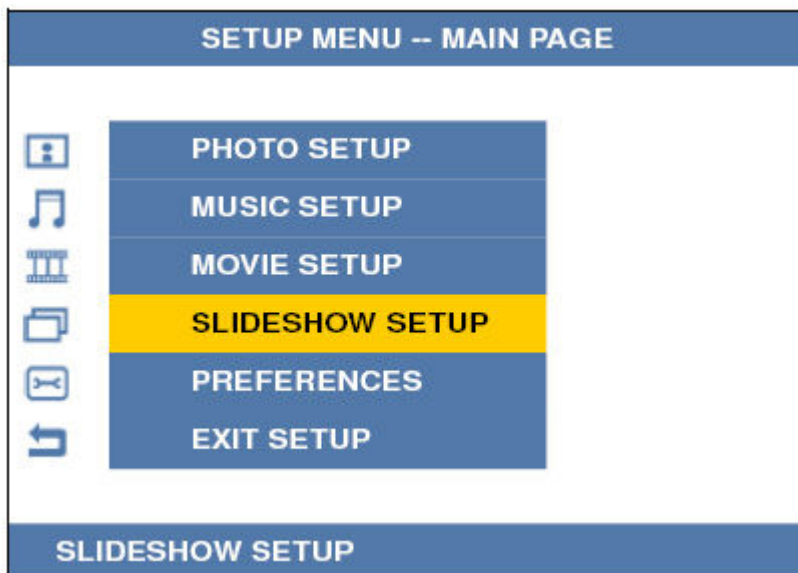 SETUP MENU -- MAIN PAGE
PHOTO SETUP
MUSIC SETUP
MOVIE SETUP
SLIDESHOW SETUP
PREFERENCES
EXIT SETUP
SLIDESHOW SETUP